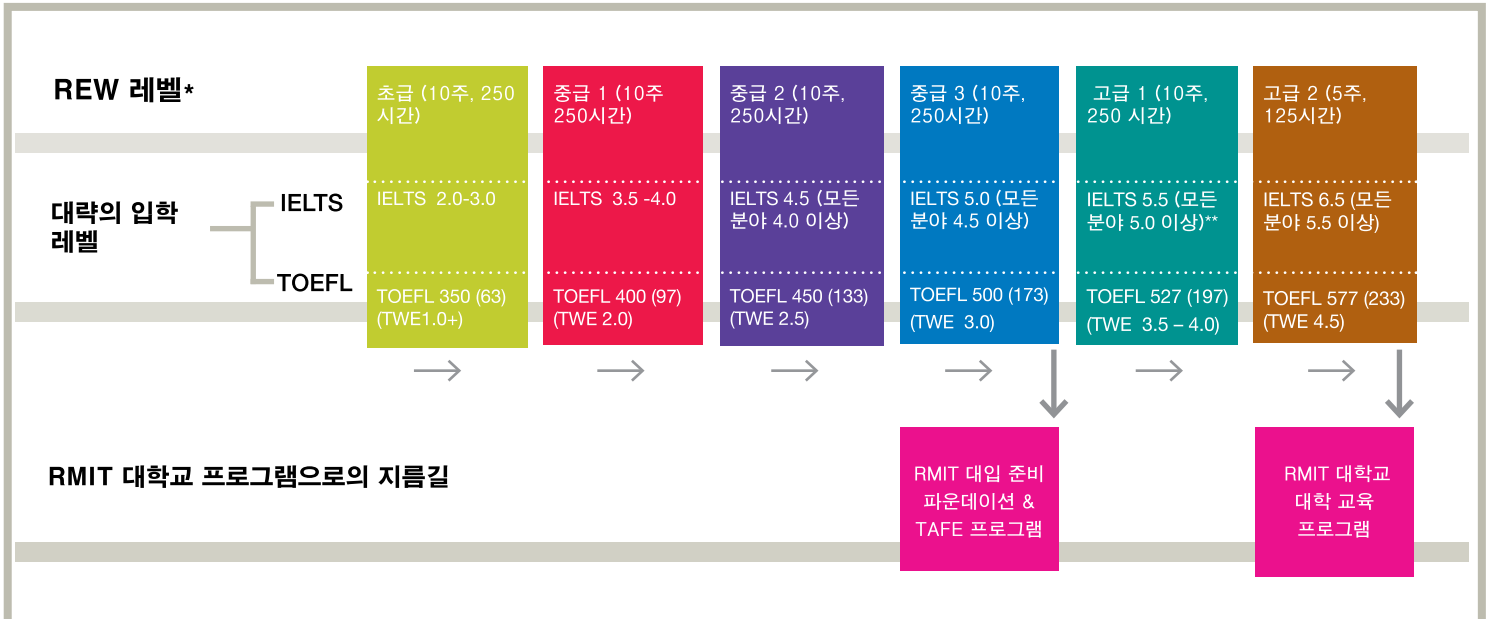 REW 레벨*
초급 (10주, 250
시간)
중급 1 (10주
250시간)
중급 2 (10주,
250시간)
중급 3 (10주,
250시간)
고급 1 (10주,
250 시간)
고급 2 (5주,
125시간)
대략의 입학
레벨
IELTS
IELTS 2.0-3.0
IELTS 3.5 -4.0
IELTS 4.5 (모든
분야 4.0 이상)
IELTS 5.0 (모든
분야 4.5 이상)
IELTS 5.5 (모든
분야 5.0 이상)**
IELTS 6.5 (모든
분야 5.5 이상)
TOEFL
TOEFL 350 (63)
(TWE1.0+)
TOEFL 400 (97)
(TWE 2.0)
TOEFL 450 (133)
(TWE 2.5)
TOEFL 500 (173)
(TWE 3.0)
TOEFL 527 (197)
(TWE 3.5 – 4.0)
TOEFL 577 (233)
(TWE 4.5)
RMIT 대학교 프로그램으로의 지름길
RMIT 대입 준비
파운데이션 &
TAFE 프로그램
RMIT 대학교
대학 교육
프로그램